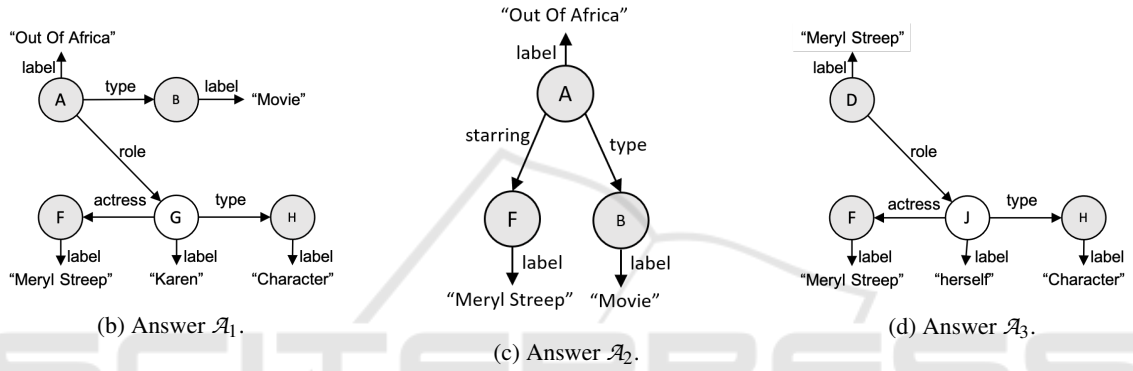 “Out Of Africa”
label
A
type
B
label
“Movie”
role
F
actress
G
type
H
label
label
label
“Meryl Streep”
“Karen”
“Character”
(b) Answer 𝒜₁.
“Out Of Africa”
label
A
starring
type
F
B
label
label
“Meryl Streep”
“Movie”
(c) Answer 𝒜₂.
“Meryl Streep”
label
D
role
F
actress
J
type
H
label
label
label
“Meryl Streep”
“herself”
“Character”
(d) Answer 𝒜₃.